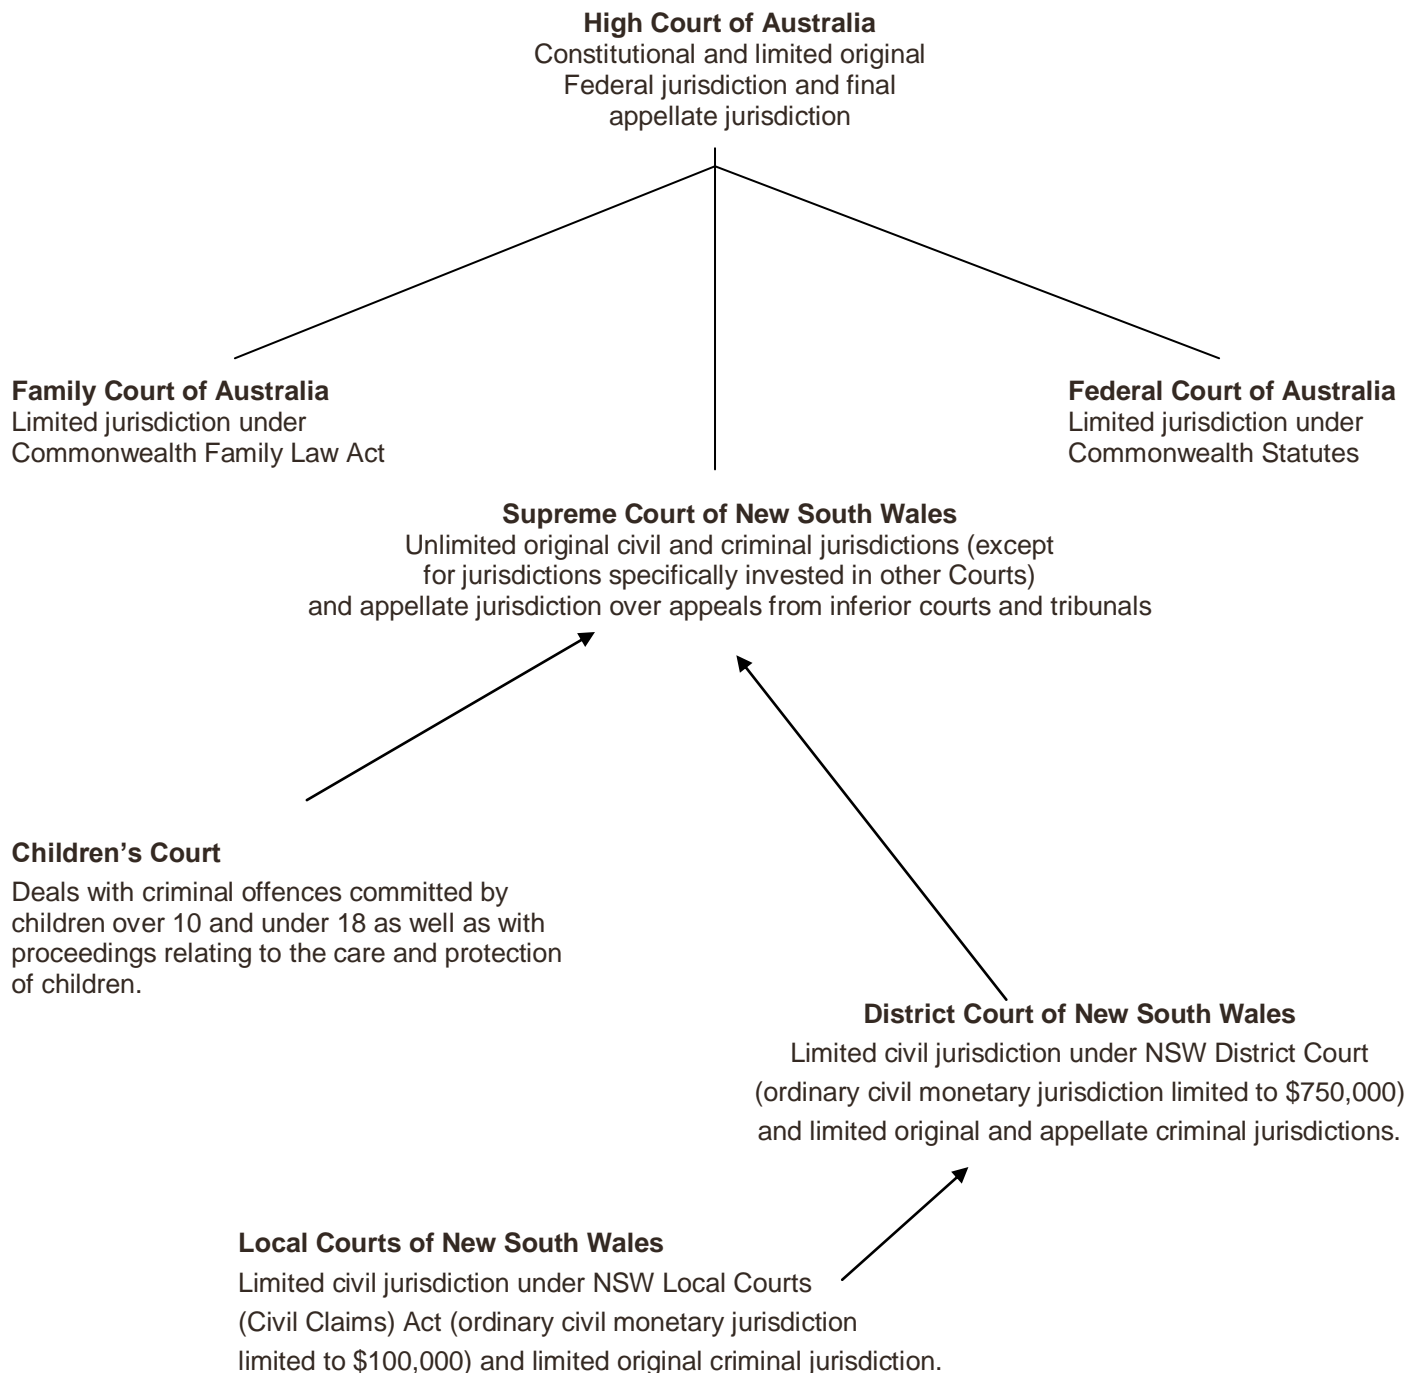 High Court of Australia
Constitutional and limited original
Federal jurisdiction and final
appellate jurisdiction
Family Court of Australia
Limited jurisdiction under
Commonwealth Family Law Act
Federal Court of Australia
Limited jurisdiction under
Commonwealth Statutes
Supreme Court of New South Wales
Unlimited original civil and criminal jurisdictions (except
for jurisdictions specifically invested in other Courts)
and appellate jurisdiction over appeals from inferior courts and tribunals
Children’s Court
Deals with criminal offences committed by
children over 10 and under 18 as well as with
proceedings relating to the care and protection
of children.
District Court of New South Wales
Limited civil jurisdiction under NSW District Court
(ordinary civil monetary jurisdiction limited to $750,000)
and limited original and appellate criminal jurisdictions.
Local Courts of New South Wales
Limited civil jurisdiction under NSW Local Courts
(Civil Claims) Act (ordinary civil monetary jurisdiction
limited to $100,000) and limited original criminal jurisdiction.